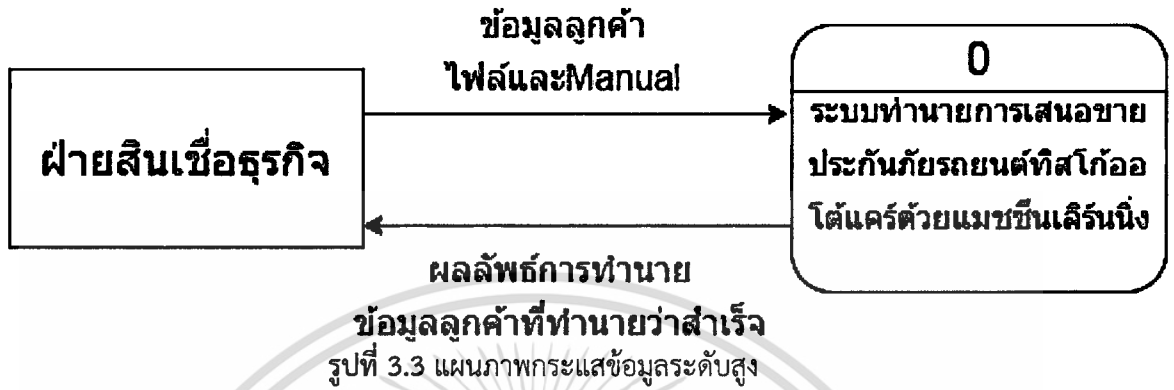 ข้อมูลลูกค้า
ไฟล์และManual
ฝ่ายสินเชื่อธุรกิจ
0
ระบบทำนายการเสนอขาย
ประกันภัยรถยนต์ทิสโก้ออ
โต้แคร์ด้วยแมชชีนเลิร์นนิ่ง
ผลลัพธ์การทำนาย
ข้อมูลลูกค้าที่ทำนายว่าสำเร็จ
รูปที่ 3.3 แผนภาพกระแสข้อมูลระดับสูง